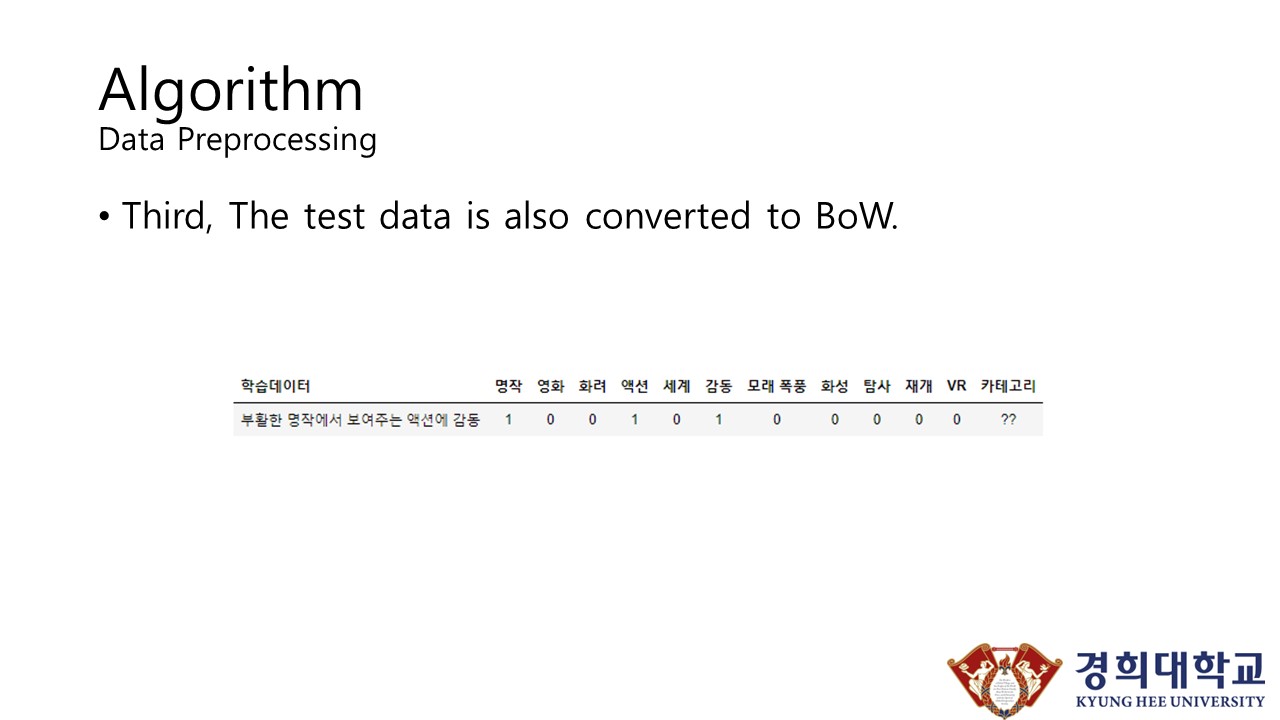 Algorithm
Data Preprocessing
• Third, The test data is also converted to BoW.
학습데이터 명작 영화 화려 액션 세계 감동 모래 폭풍 화성 탐사 재개 VR 카테고리
부활한 명작에서 보여주는 액션에 감동 1 0 0 1 0 1 0 0 0 0 0 ??
경희대학교
KYUNG HEE UNIVERSITY